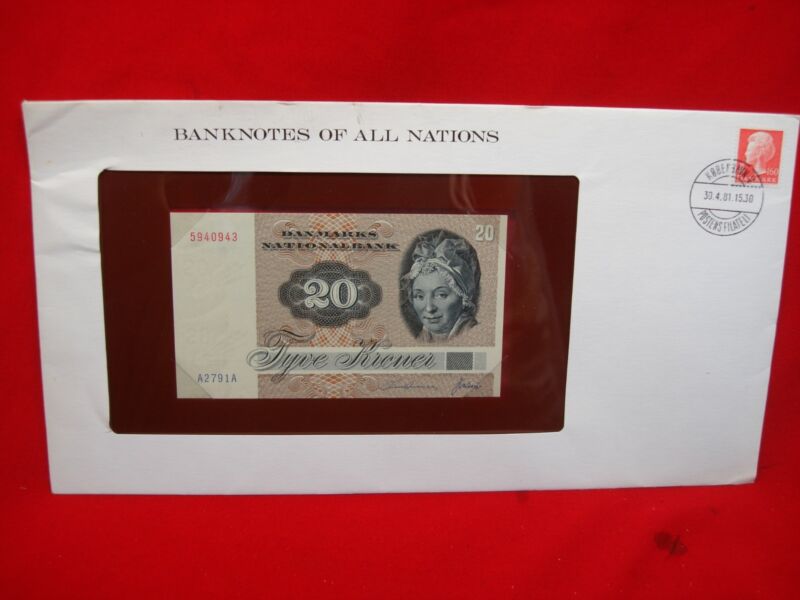 BANKNOTES OF ALL NATIONS
160
KØBENHAVN
30.4.81.15.30
POSTENS FILATELI
5940943
DANMARKS
NATIONALBANK
20
20
Tyve Kroner
A2791A